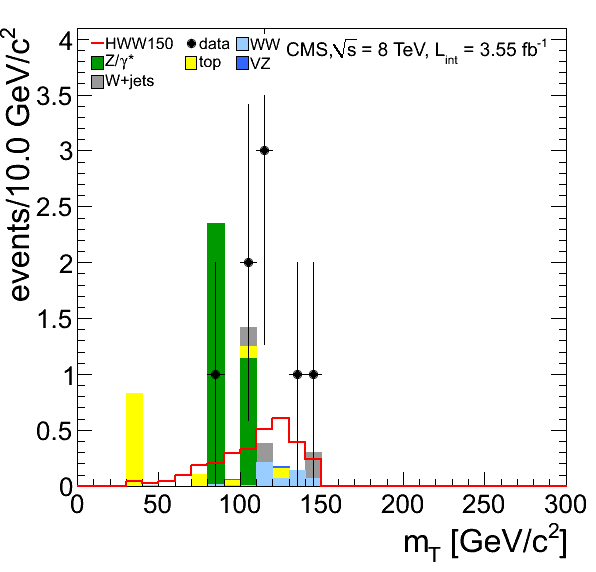 HWW150 data WW
Z/γ* top VZ
W+jets
CMS,√s = 8 TeV, L_int = 3.55 fb⁻¹
events/10.0 GeV/c²
4
3.5
3
2.5
2
1.5
1
0.5
0
0 50 100 150 200 250 300
m_T [GeV/c²]